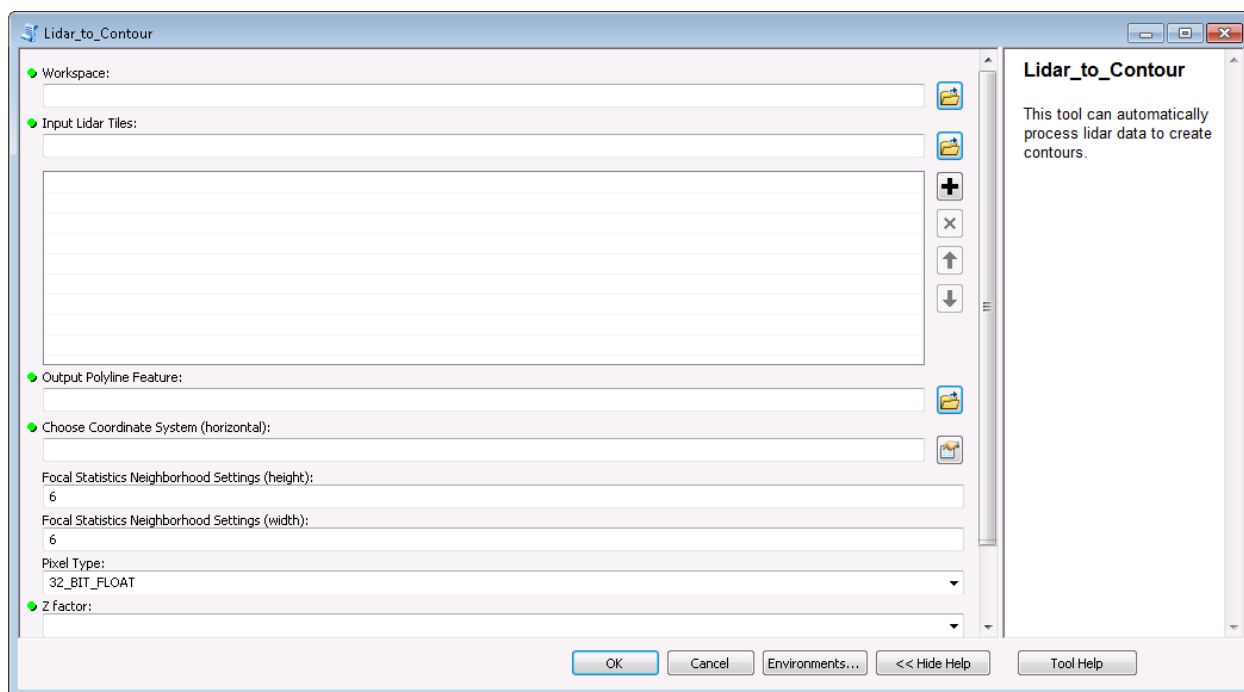 Lidar_to_Contour
Workspace:
Input Lidar Tiles:
Output Polyline Feature:
Choose Coordinate System (horizontal):
Focal Statistics Neighborhood Settings (height):
6
Focal Statistics Neighborhood Settings (width):
6
Pixel Type:
32_BIT_FLOAT
Z factor:
Lidar_to_Contour
This tool can automatically
process lidar data to create
contours.
OK
Cancel
Environments...
<< Hide Help
Tool Help